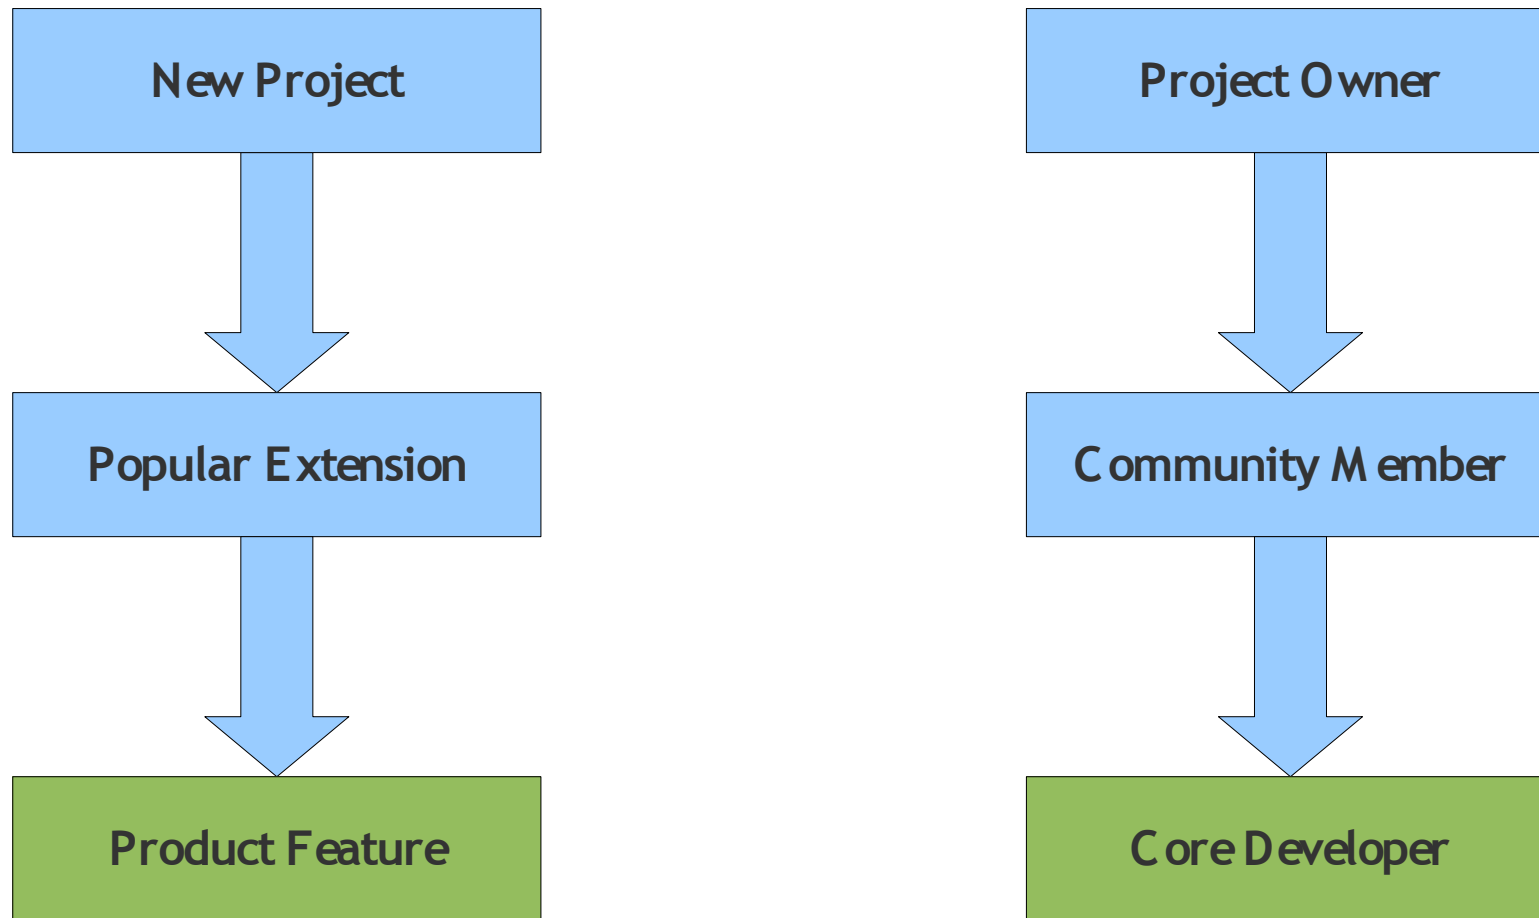 New Project
Project Owner
Popular Extension
Community Member
Product Feature
Core Developer